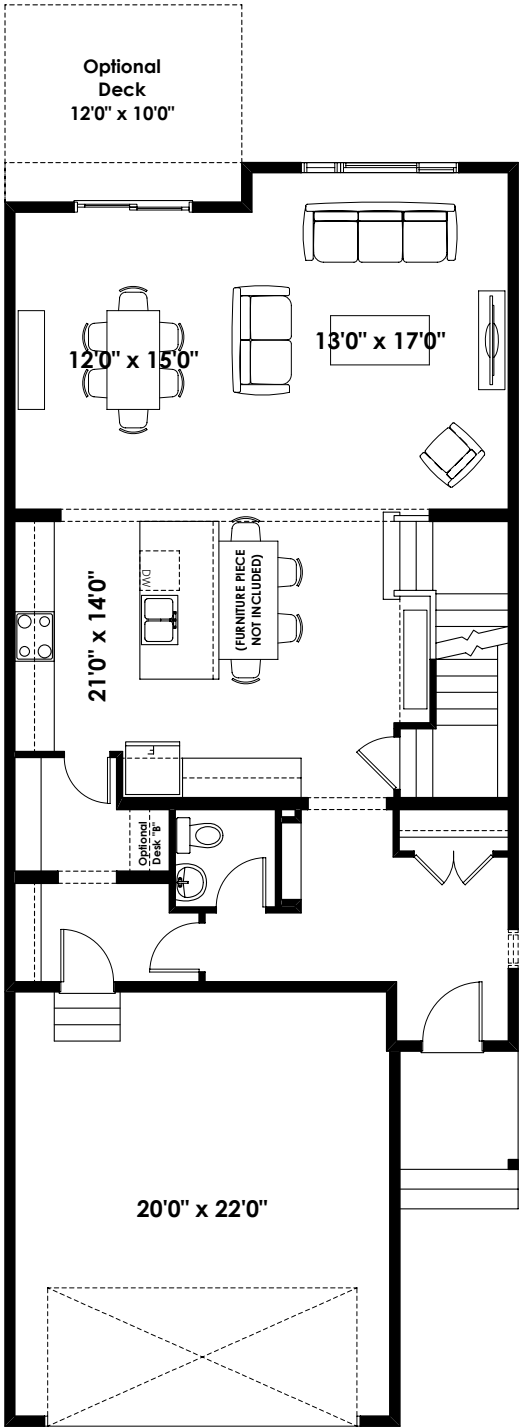 Optional
Deck
12'0" x 10'0"
12'0" x 15'0"
13'0" x 17'0"
21'0" x 14'0"
DW
(FURNITURE PIECE
NOT INCLUDED)
F
Optional
Desk "B"
20'0" x 22'0"